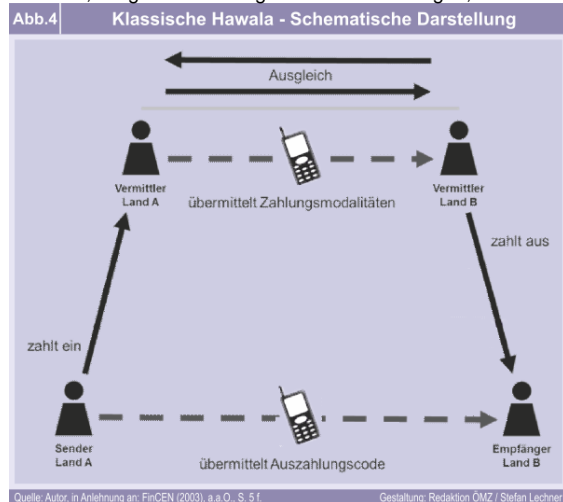 Abb.4 Klassische Hawala - Schematische Darstellung
Ausgleich
Vermittler
Land A
übermittelt Zahlungsmodalitäten
Vermittler
Land B
zahlt aus
zahlt ein
Sender
Land A
übermittelt Auszahlungscode
Empfänger
Land B
Quelle: Autor, in Anlehnung an: FinCEN (2003), a.a.O., S. 5 f. Gestaltung: Redaktion ÖMZ / Stefan Lechner